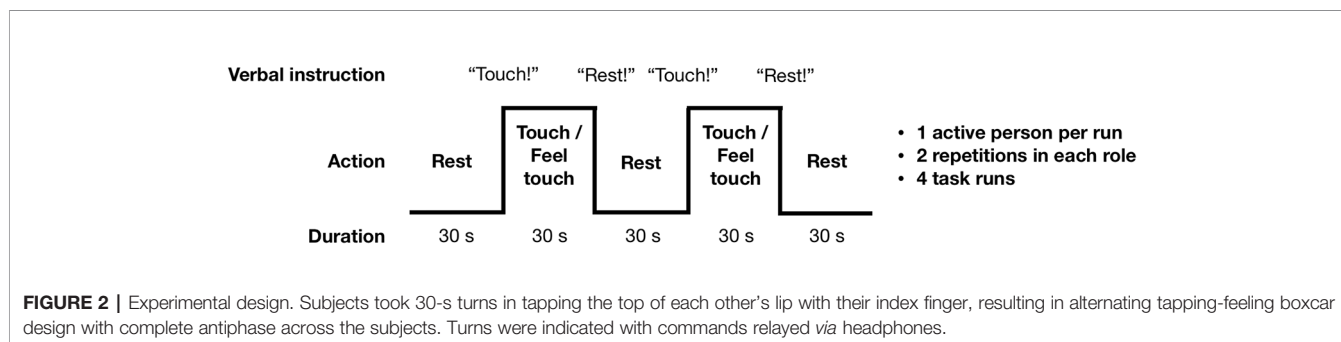 Verbal instruction “Touch!” “Rest!” “Touch!” “Rest!”
Action
Rest
Touch /
Feel
touch
Rest
Touch /
Feel
touch
Rest
• 1 active person per run
• 2 repetitions in each role
• 4 task runs
Duration 30 s 30 s 30 s 30 s 30 s
FIGURE 2 | Experimental design. Subjects took 30-s turns in tapping the top of each other’s lip with their index finger, resulting in alternating tapping-feeling boxcar
design with complete antiphase across the subjects. Turns were indicated with commands relayed via headphones.